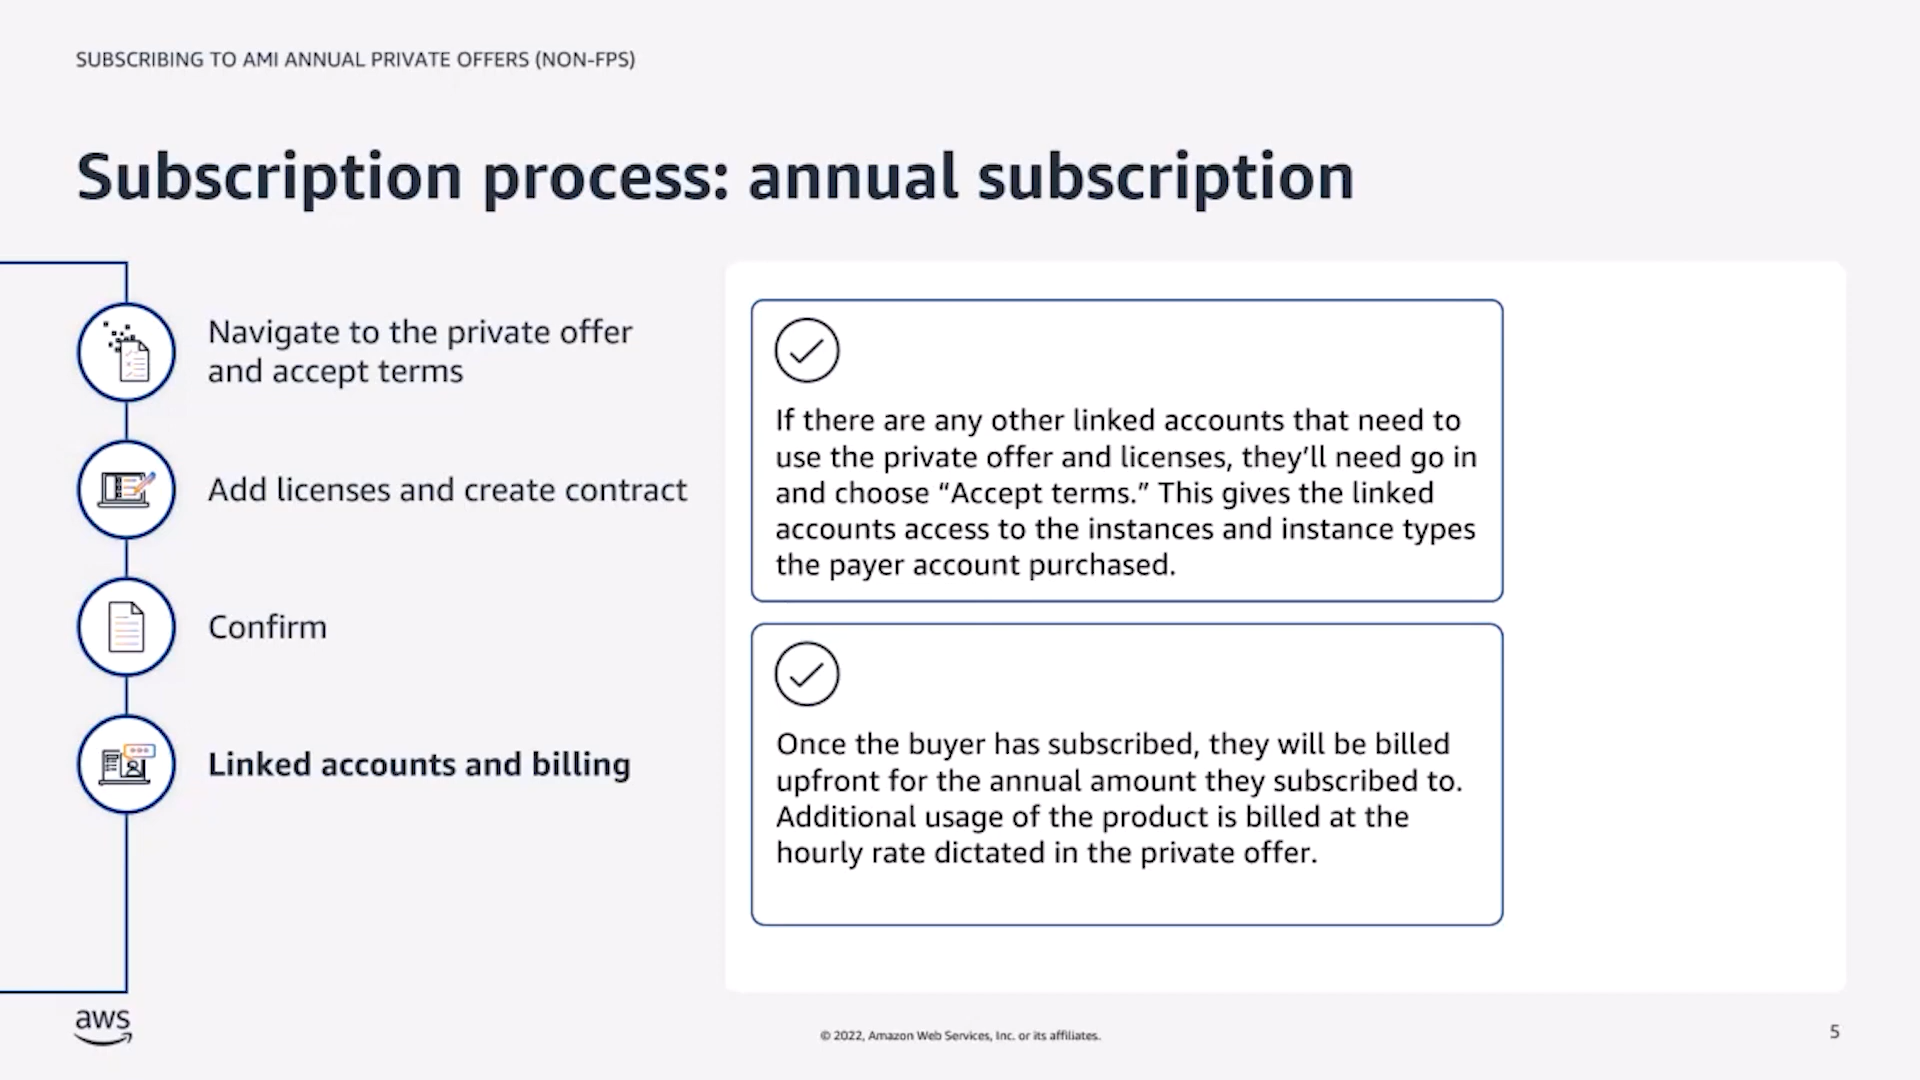 SUBSCRIBING TO AMI ANNUAL PRIVATE OFFERS (NON-FPS)
Subscription process: annual subscription
Navigate to the private offer
and accept terms
Add licenses and create contract
Confirm
Linked accounts and billing
If there are any other linked accounts that need to
use the private offer and licenses, they’ll need go in
and choose “Accept terms.” This gives the linked
accounts access to the instances and instance types
the payer account purchased.
Once the buyer has subscribed, they will be billed
upfront for the annual amount they subscribed to.
Additional usage of the product is billed at the
hourly rate dictated in the private offer.
aws
© 2022, Amazon Web Services, Inc. or its affiliates.
5